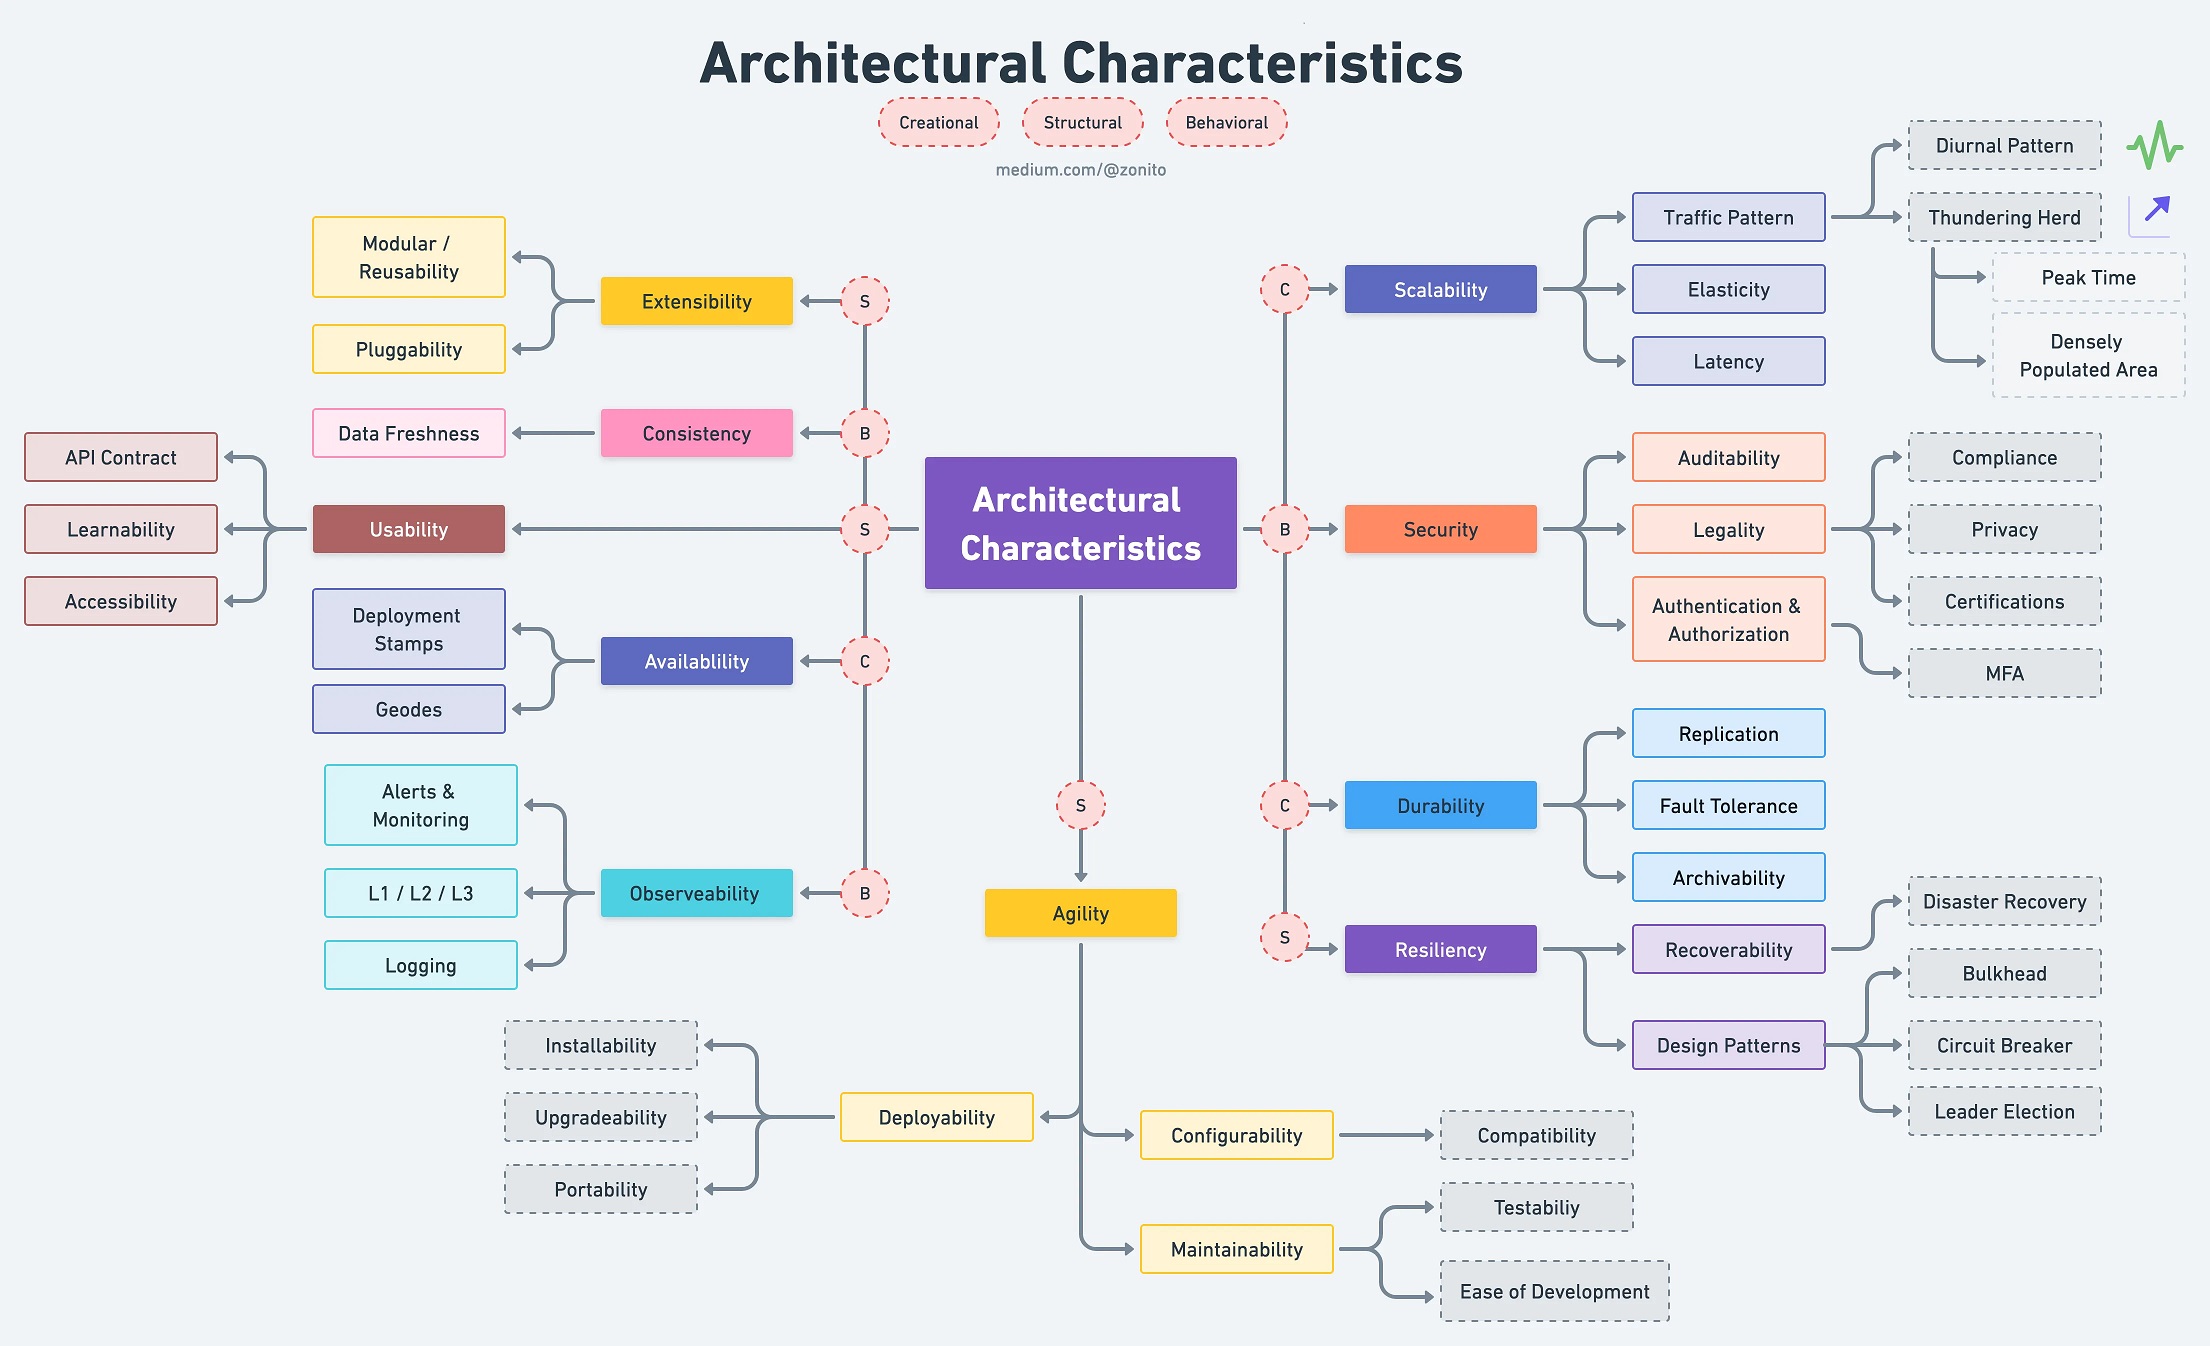 Architectural Characteristics
Creational
Structural
Behavioral
medium.com/@zonito
Modular /
Reusability
Pluggability
Extensibility
S
Data Freshness
Consistency
B
API Contract
Learnability
Accessibility
Usability
S
Deployment
Stamps
Geodes
Availablility
C
Alerts &
Monitoring
L1 / L2 / L3
Logging
Observeability
B
Architectural
Characteristics
S
Agility
Installability
Upgradeability
Portability
Deployability
Configurability
Compatibility
Maintainability
Testabiliy
Ease of Development
C
Scalability
Traffic Pattern
Elasticity
Latency
Diurnal Pattern
Thundering Herd
Peak Time
Densely
Populated Area
B
Security
Auditability
Legality
Authentication &
Authorization
Compliance
Privacy
Certifications
MFA
C
Durability
Replication
Fault Tolerance
Archivability
S
Resiliency
Recoverability
Design Patterns
Disaster Recovery
Bulkhead
Circuit Breaker
Leader Election